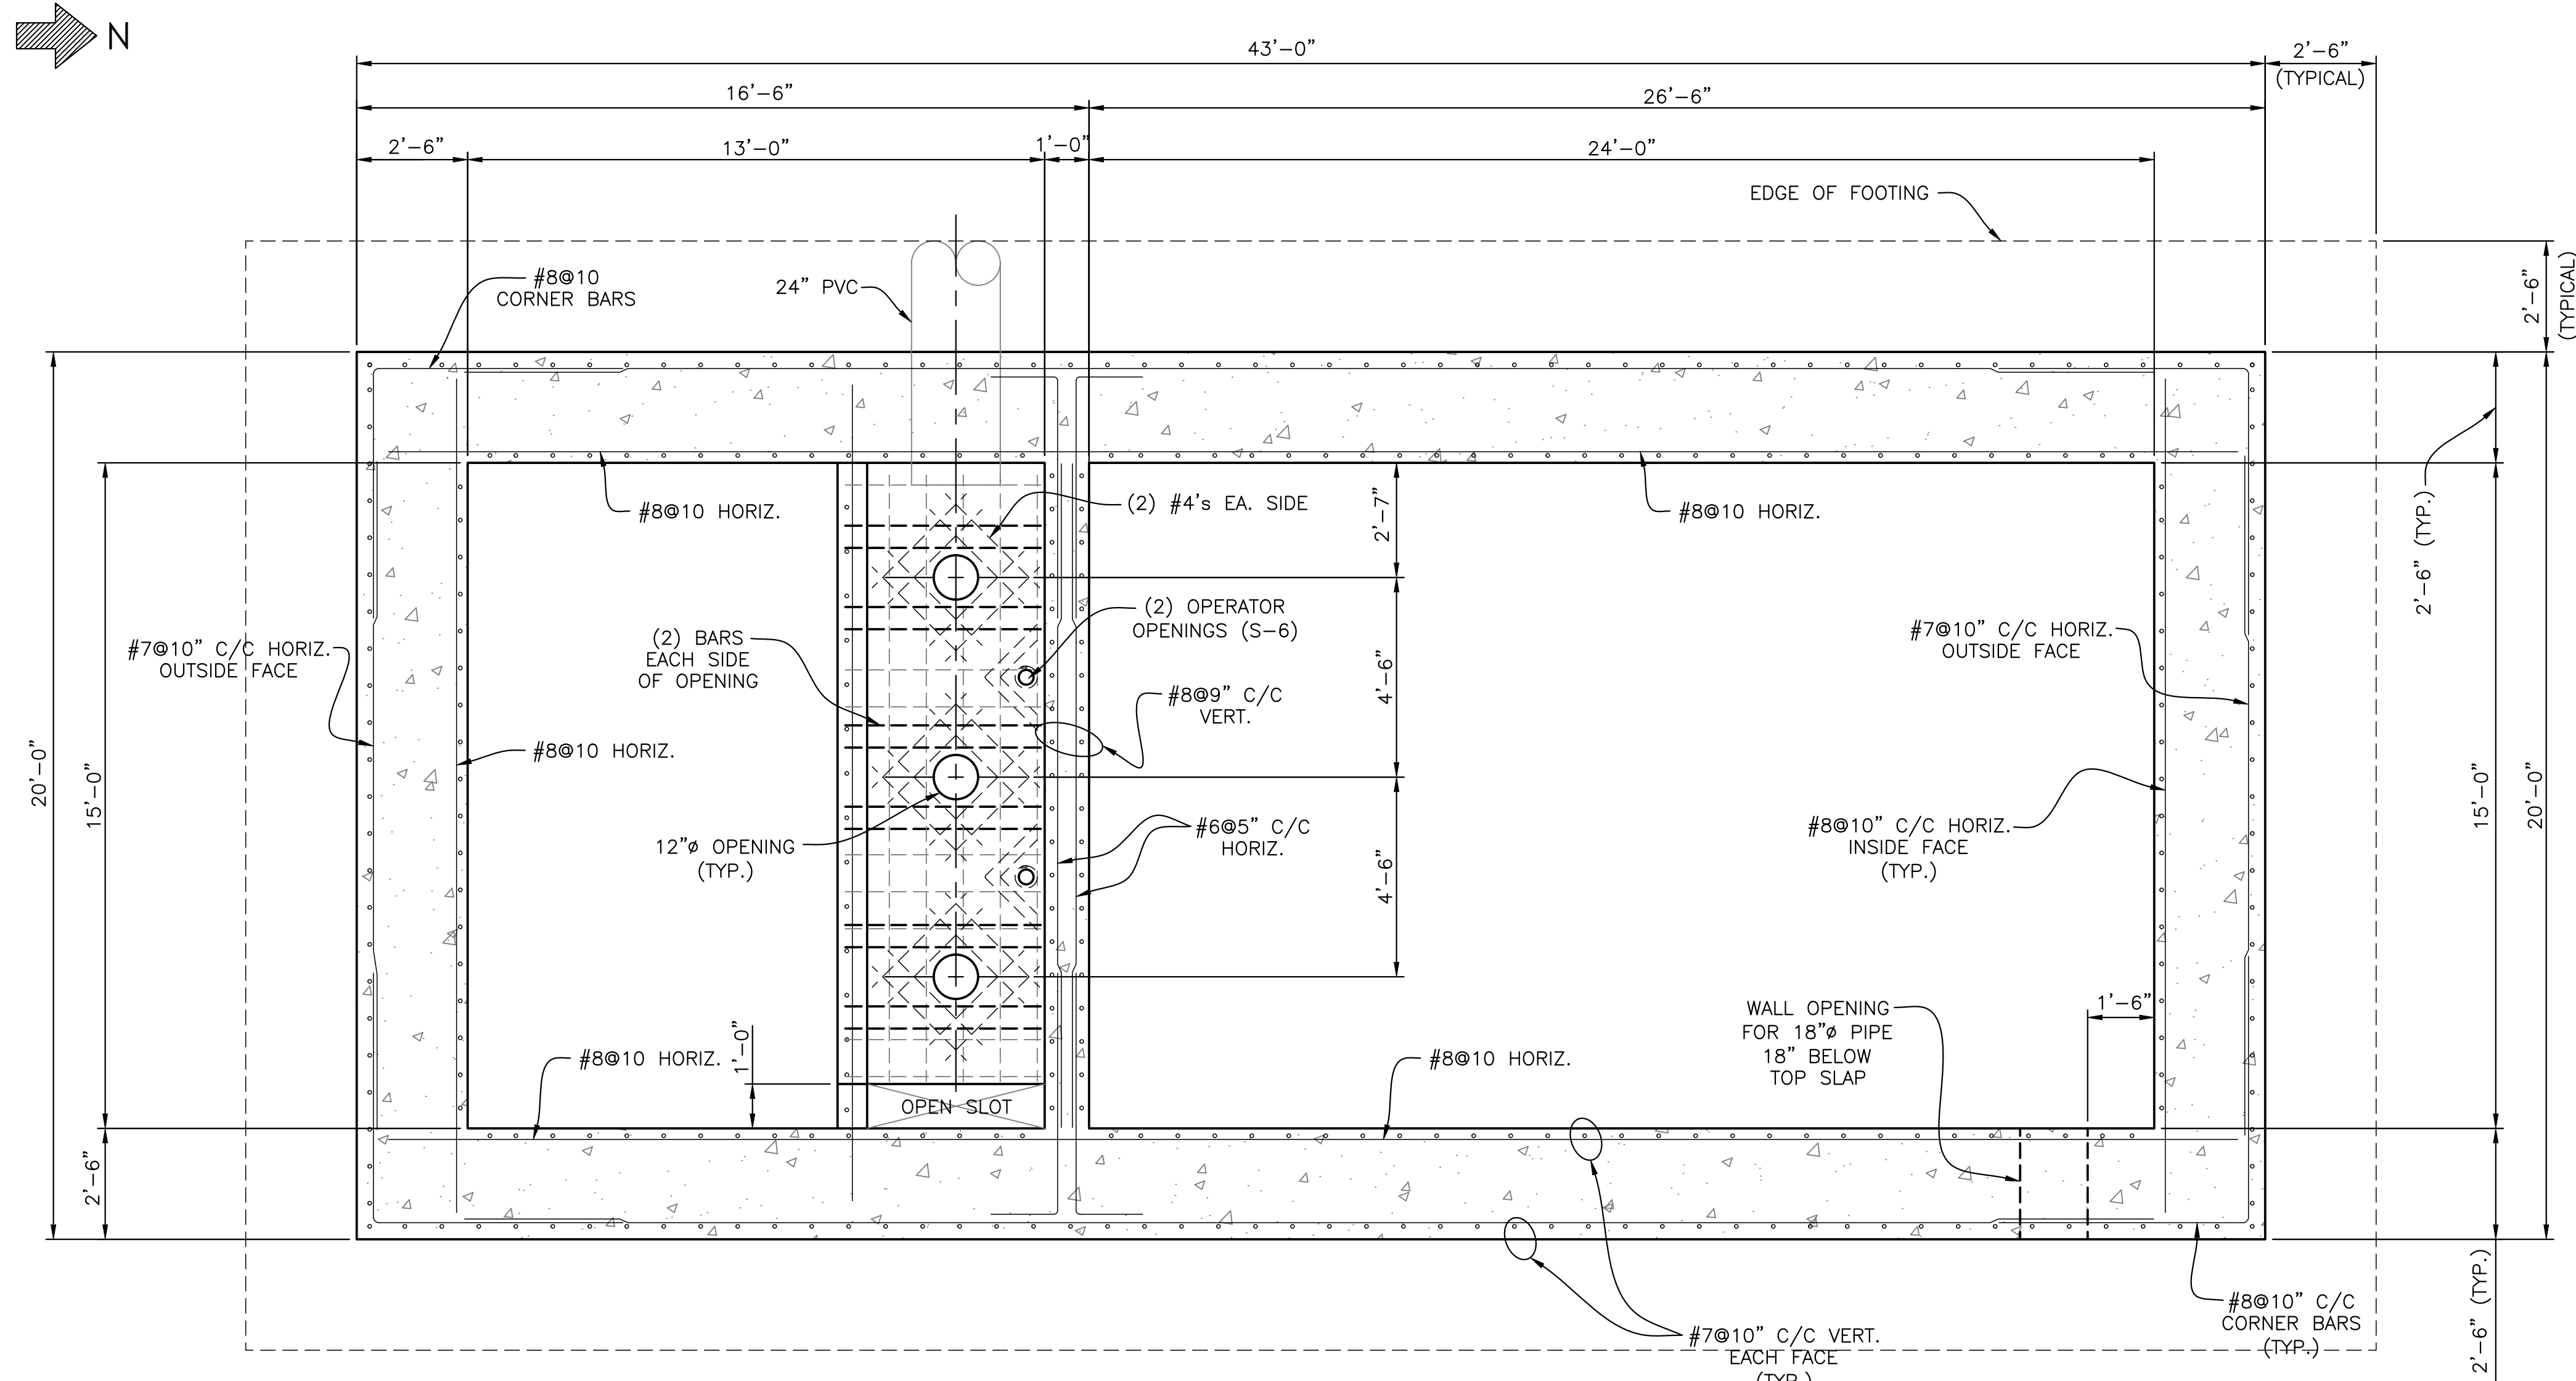 N
43'-0"
2'-6"
(TYPICAL)
16'-6"
26'-6"
2'-6"
13'-0"
1'-0"
24'-0"
EDGE OF FOOTING
#8@10
CORNER BARS
24" PVC
2'-6"
(TYPICAL)
#8@10 HORIZ.
(2) #4's EA. SIDE
2'-7"
#8@10 HORIZ.
2'-6" (TYP.)
(2) OPERATOR
OPENINGS (S-6)
#7@10" C/C HORIZ.
OUTSIDE FACE
(2) BARS
EACH SIDE
OF OPENING
4'-6"
#7@10" C/C HORIZ.
OUTSIDE FACE
#8@9" C/C
VERT.
20'-0"
15'-0"
#8@10 HORIZ.
15'-0"
20'-0"
12"ø OPENING
(TYP.)
#6@5" C/C
HORIZ.
4'-6"
#8@10" C/C HORIZ.
INSIDE FACE
(TYP.)
1'-6"
WALL OPENING
FOR 18"ø PIPE
18" BELOW
TOP SLAP
#8@10 HORIZ.
1'-0"
#8@10 HORIZ.
OPEN SLOT
2'-6"
#8@10" C/C
CORNER BARS
(TYP.)
2'-6" (TYP.)
#7@10" C/C VERT.
EACH FACE
(TYP.)